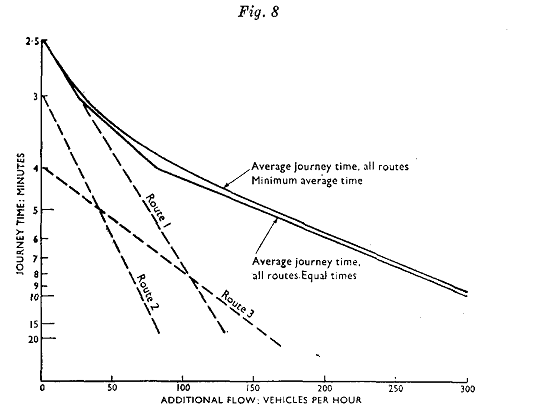 Fig. 8
2·5
3
4
5
6
7
8
9
10
15
20
JOURNEY TIME: MINUTES
Average journey time, all routes
Minimum average time
Average journey time,
all routes. Equal times
Route 1
Route 2
Route 3
0
50
100
150
200
250
300
ADDITIONAL FLOW: VEHICLES PER HOUR